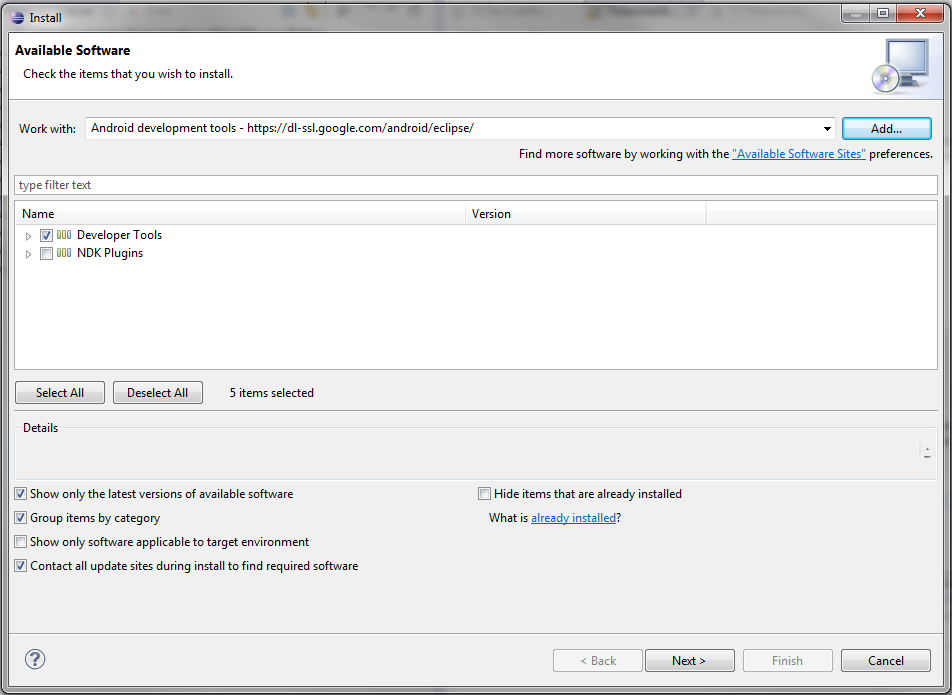 Install
Available Software
Check the items that you wish to install.
Work with: Android development tools - https://dl-ssl.google.com/android/eclipse/ Add...
Find more software by working with the "Available Software Sites" preferences.
type filter text
Name Version
Developer Tools
NDK Plugins
Select All Deselect All 5 items selected
Details
Show only the latest versions of available software Hide items that are already installed
Group items by category What is already installed?
Show only software applicable to target environment
Contact all update sites during install to find required software
? < Back Next > Finish Cancel